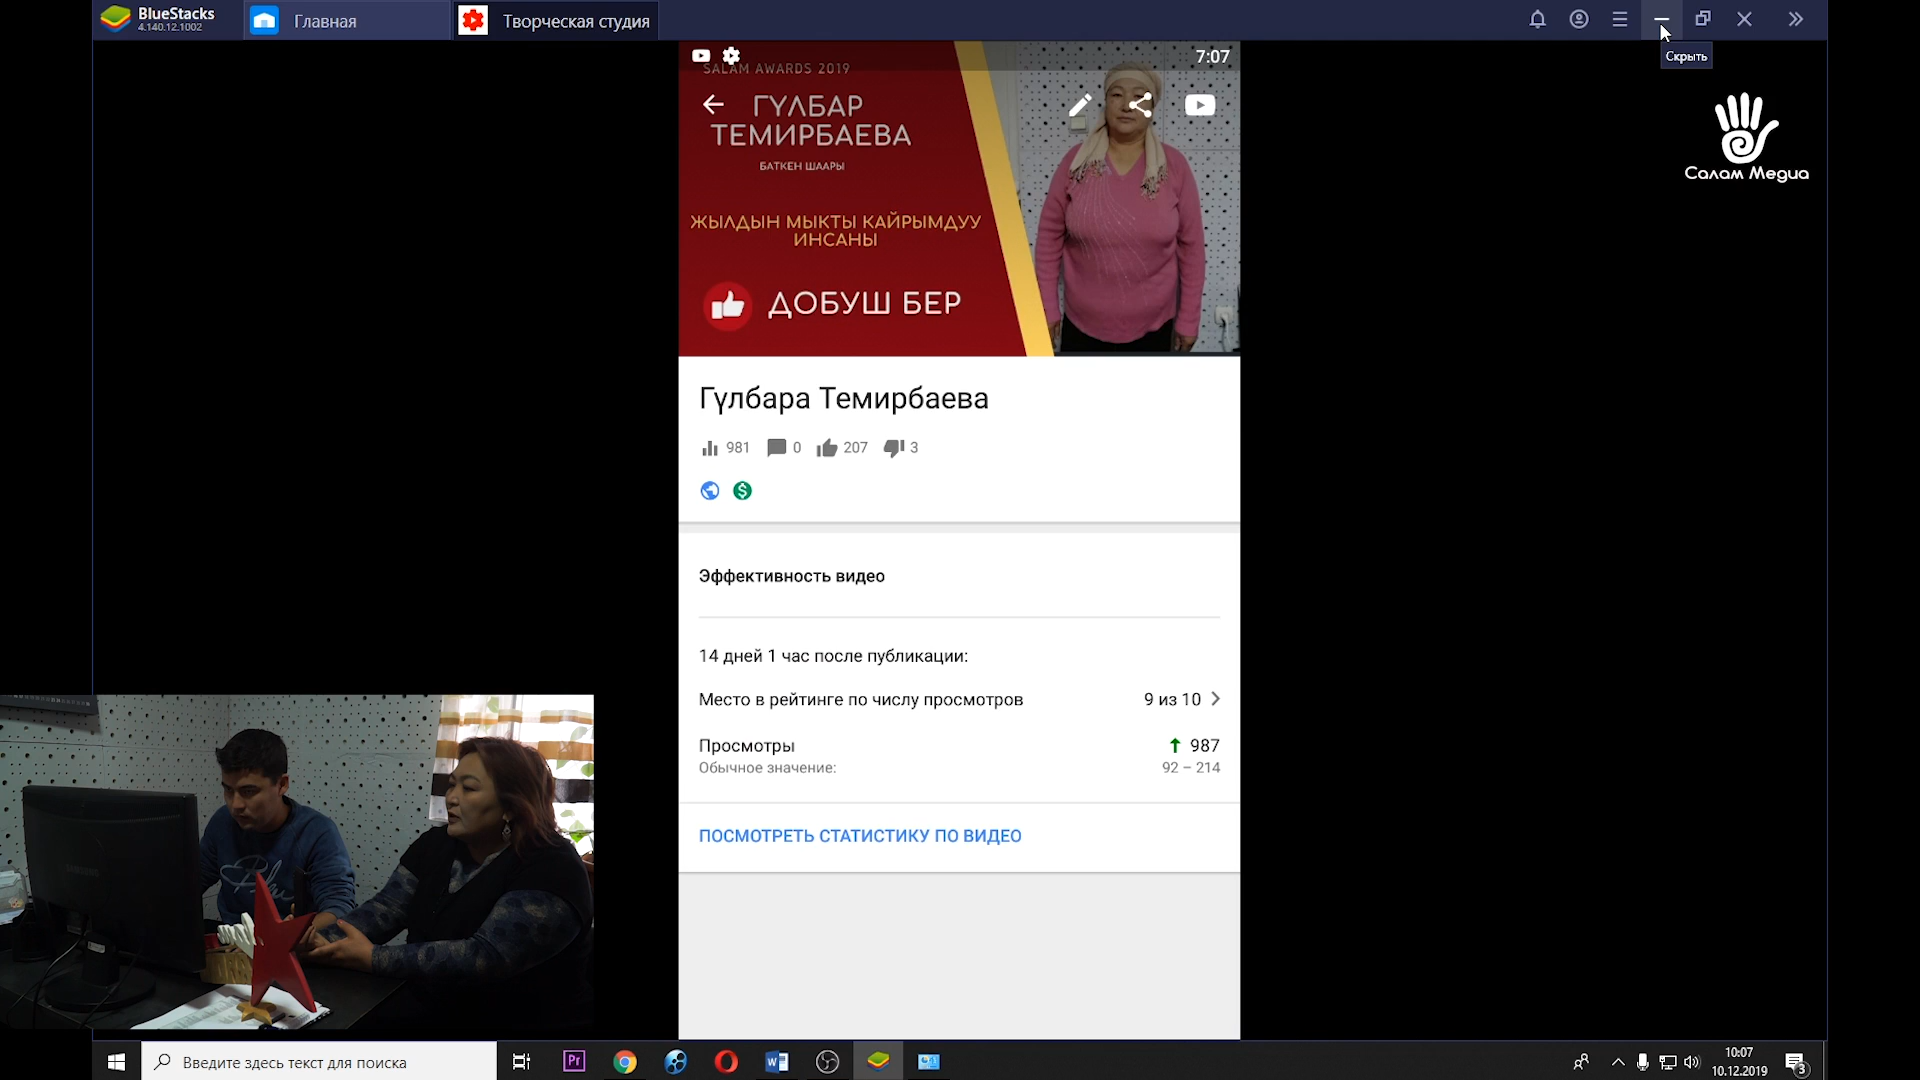 BlueStacks
4.140.12.1002
Главная
Творческая студия
Скрыть
7:07
SALAM AWARDS 2019
ГҮЛБАР
ТЕМИРБАЕВА
БАТКЕН ШААРЫ
ЖЫЛДЫН МЫКТЫ КАЙРЫМДУУ
ИНСАНЫ
ДОБУШ БЕР
Салам Медиа
Гүлбара Темирбаева
981
0
207
3
Эффективность видео
14 дней 1 час после публикации:
Место в рейтинге по числу просмотров
9 из 10
Просмотры
987
Обычное значение:
92 – 214
ПОСМОТРЕТЬ СТАТИСТИКУ ПО ВИДЕО
SAMSUNG
Введите здесь текст для поиска
Pr
10:07
10.12.2019
3